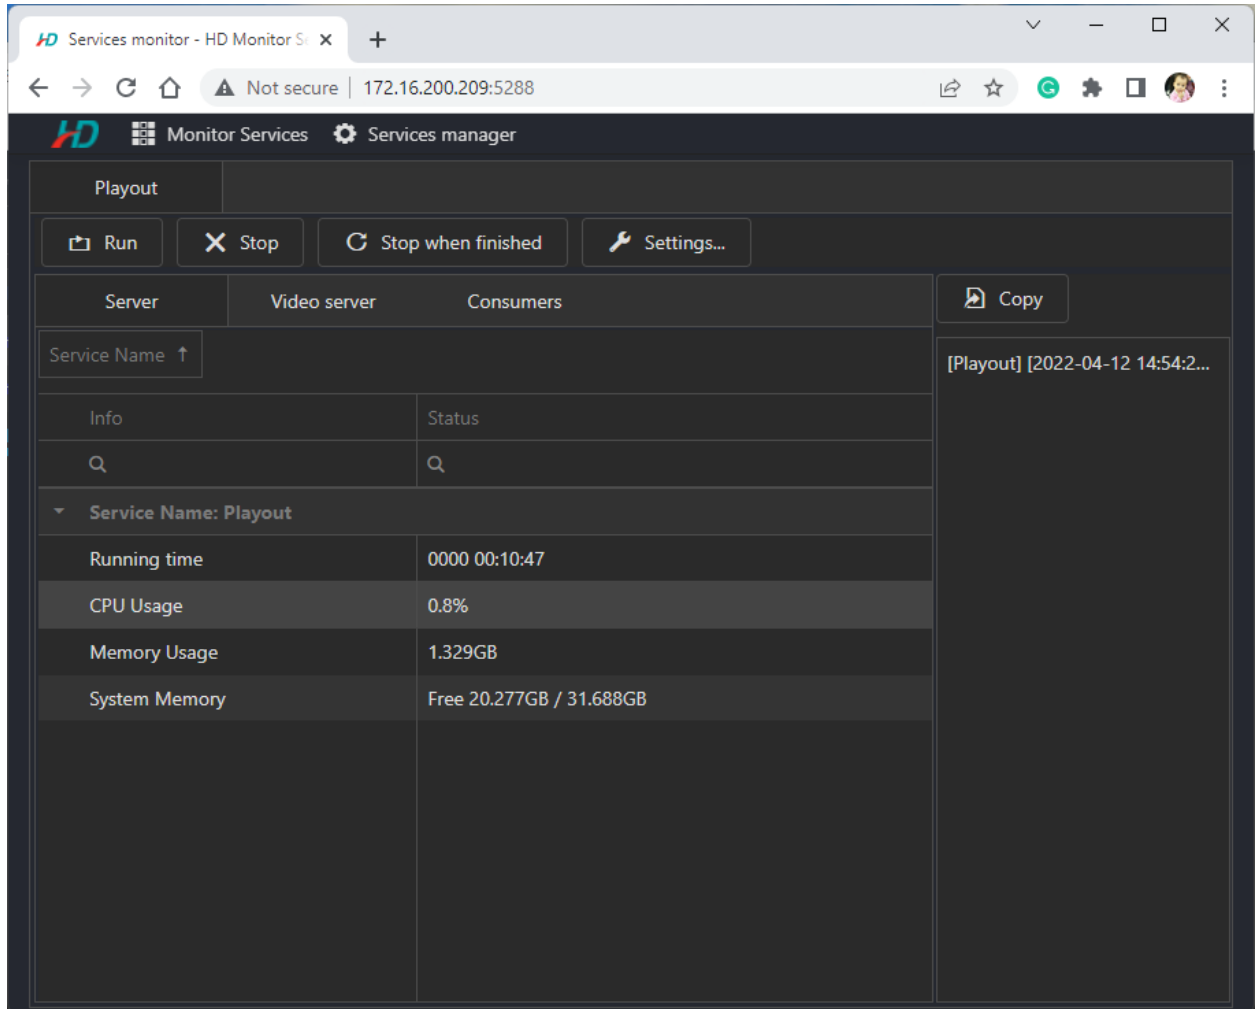 HD Services monitor - HD Monitor Se
Not secure | 172.16.200.209:5288
HD Monitor Services Services manager
Playout
Run Stop Stop when finished Settings...
Server Video server Consumers
Copy
Service Name ↑
[Playout] [2022-04-12 14:54:2...
Info Status
Service Name: Playout
Running time 0000 00:10:47
CPU Usage 0.8%
Memory Usage 1.329GB
System Memory Free 20.277GB / 31.688GB